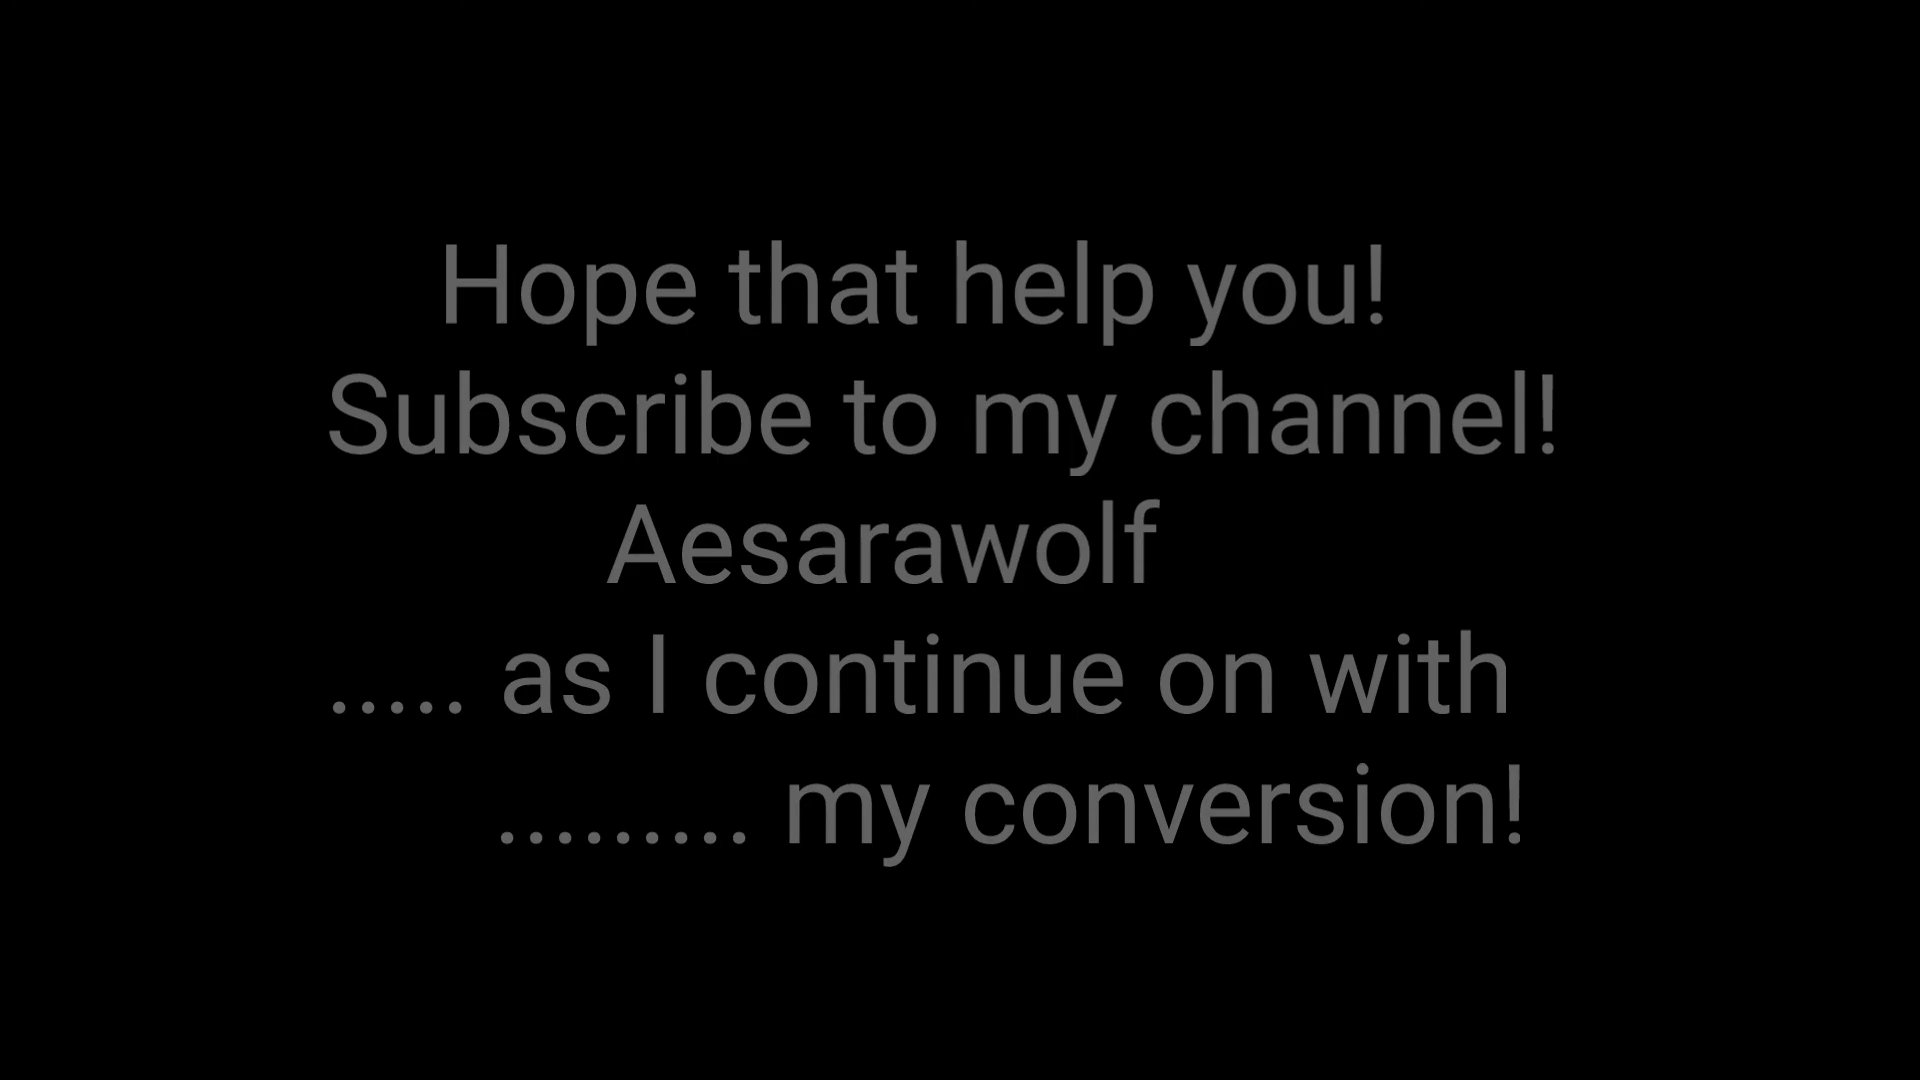 Hope that help you!
Subscribe to my channel!
Aesarawolf
..... as I continue on with
......... my conversion!